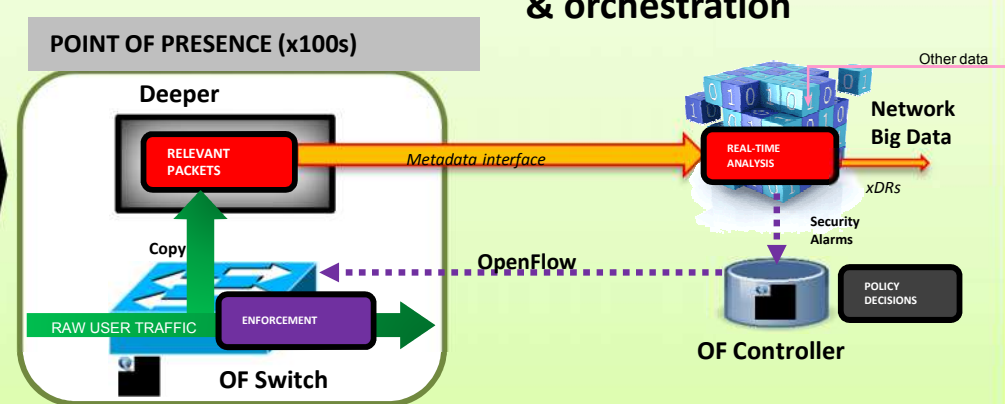 & orchestration
POINT OF PRESENCE (x100s)
Deeper
RELEVANT
PACKETS
Copy
RAW USER TRAFFIC
ENFORCEMENT
OF Switch
Metadata interface
OpenFlow
Other data
Network
Big Data
REAL-TIME
ANALYSIS
xDRs
Security
Alarms
POLICY
DECISIONS
OF Controller